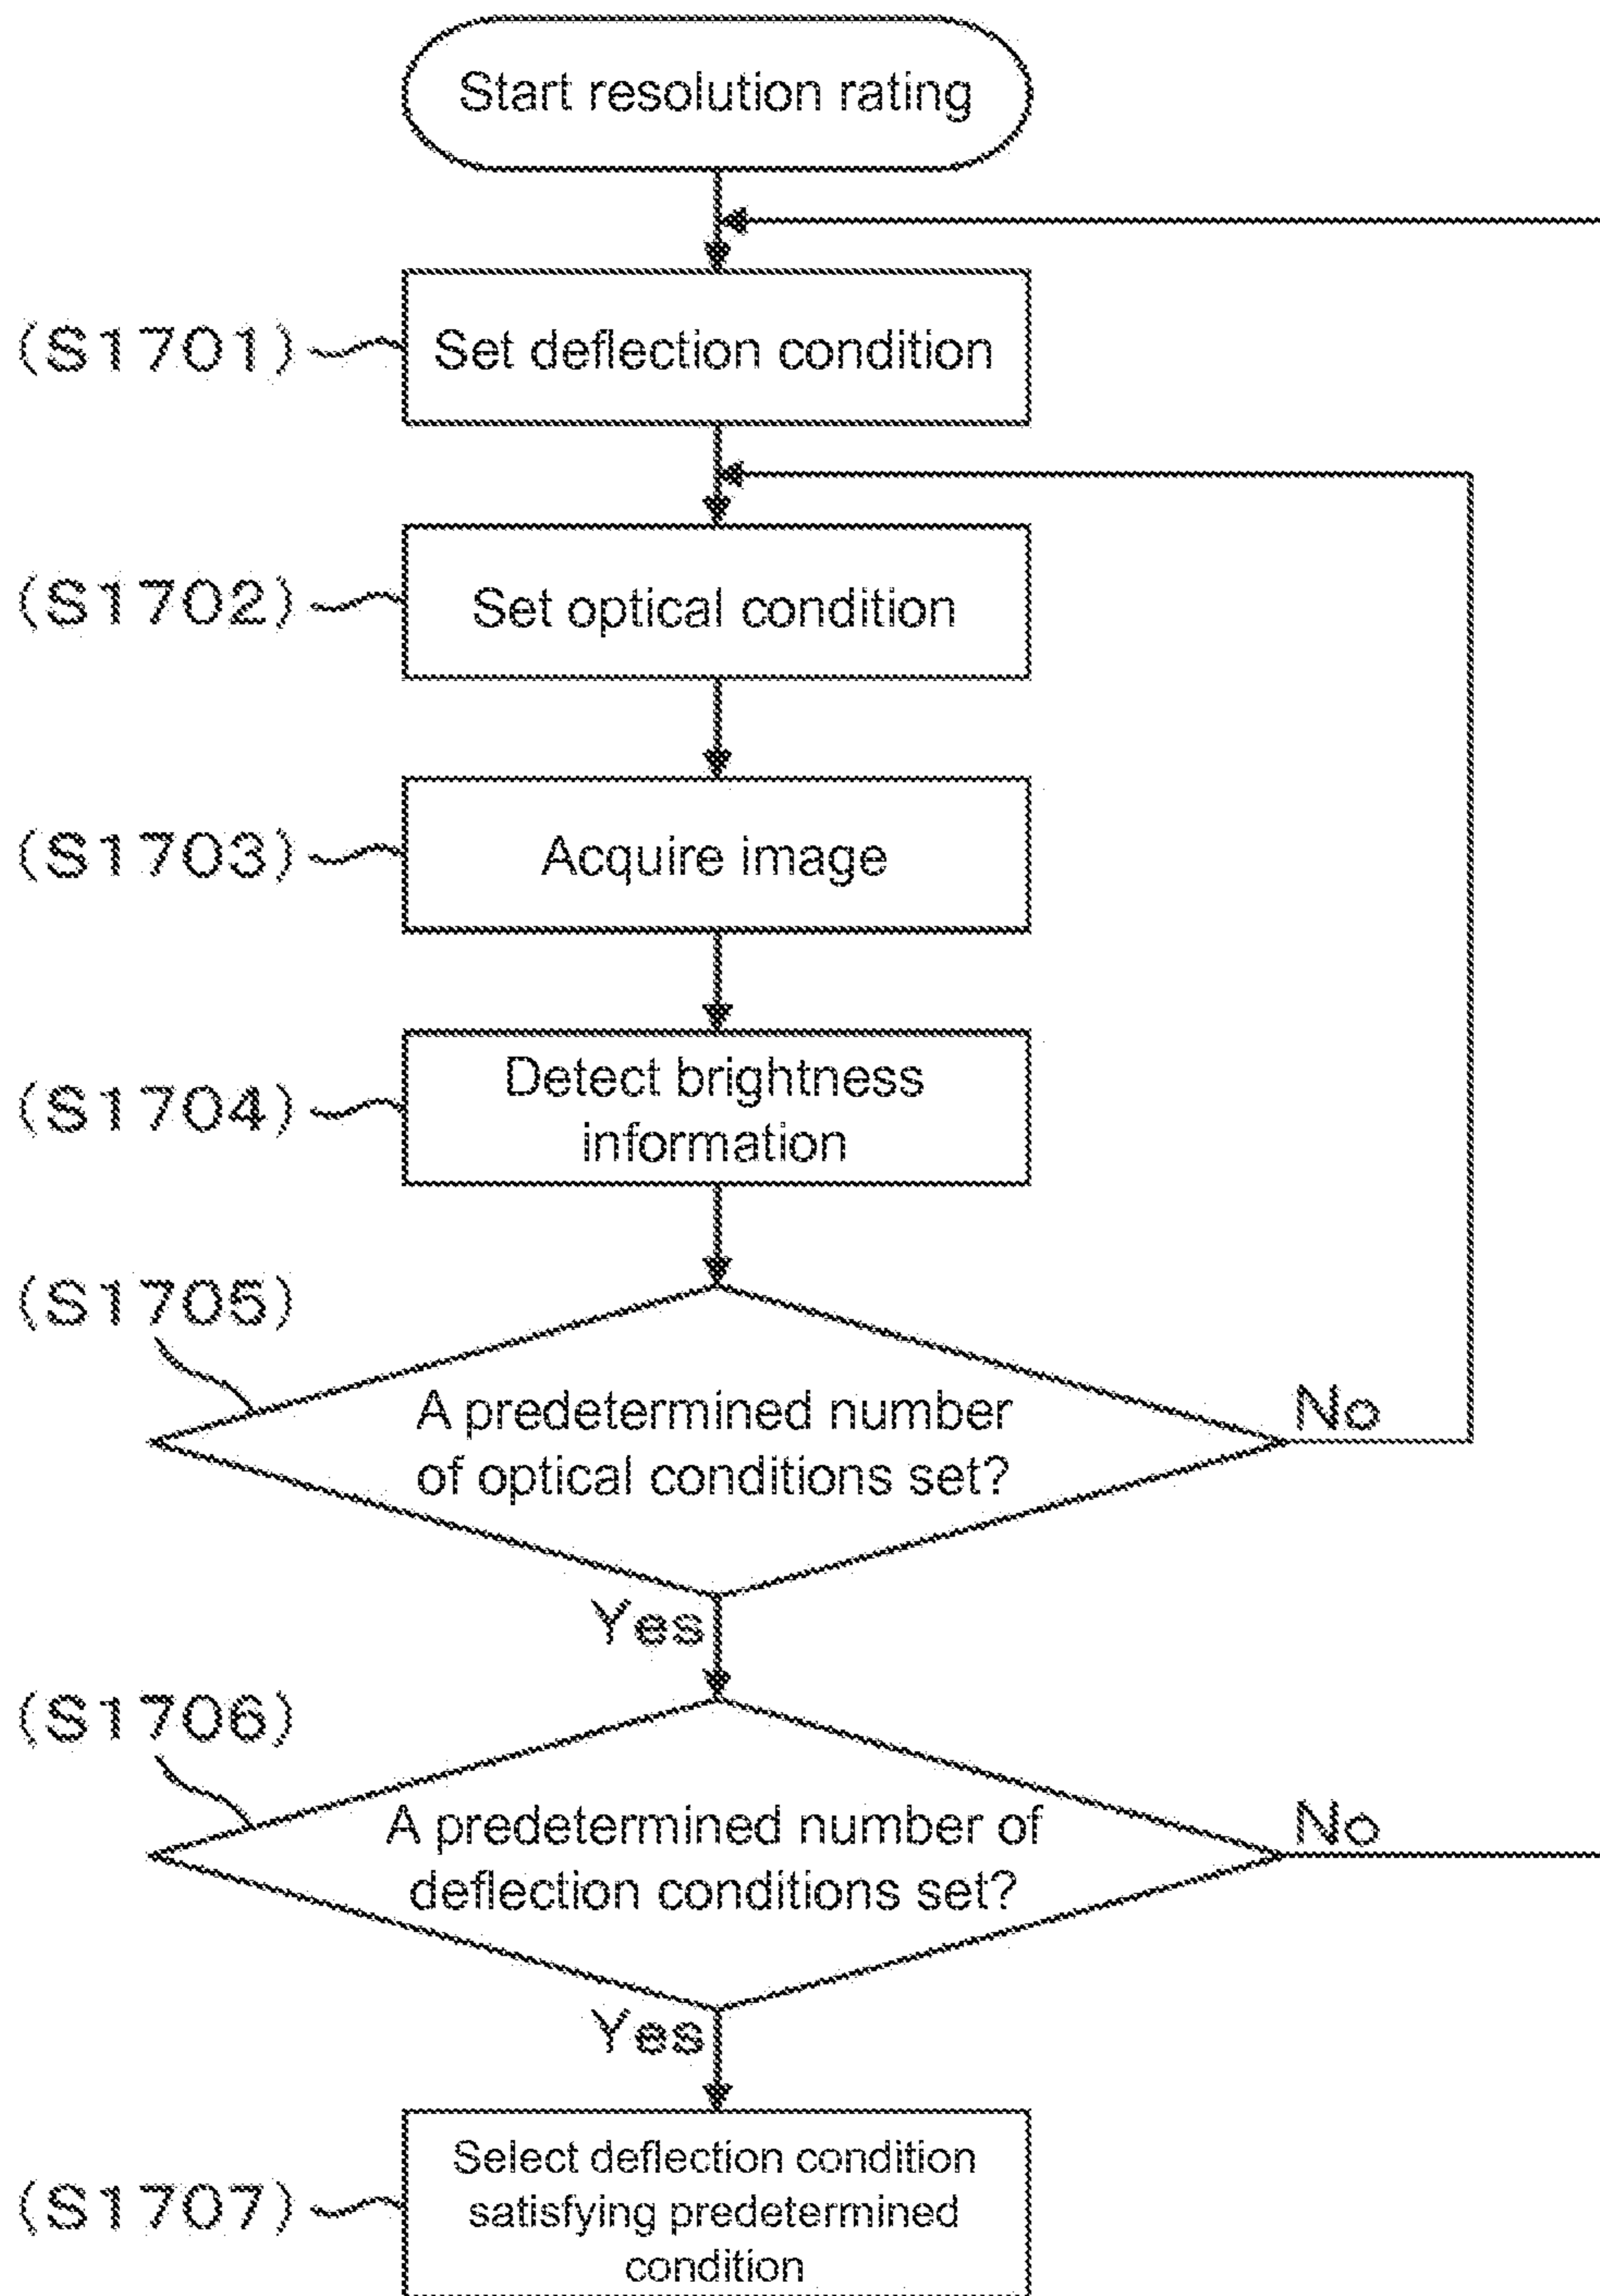 Start resolution rating
(S1701)
Set deflection condition
(S1702)
Set optical condition
(S1703)
Acquire image
(S1704)
Detect brightness
information
(S1705)
A predetermined number
of optical conditions set?
No
Yes
(S1706)
A predetermined number of
deflection conditions set?
No
Yes
(S1707)
Select deflection condition
satisfying predetermined
condition